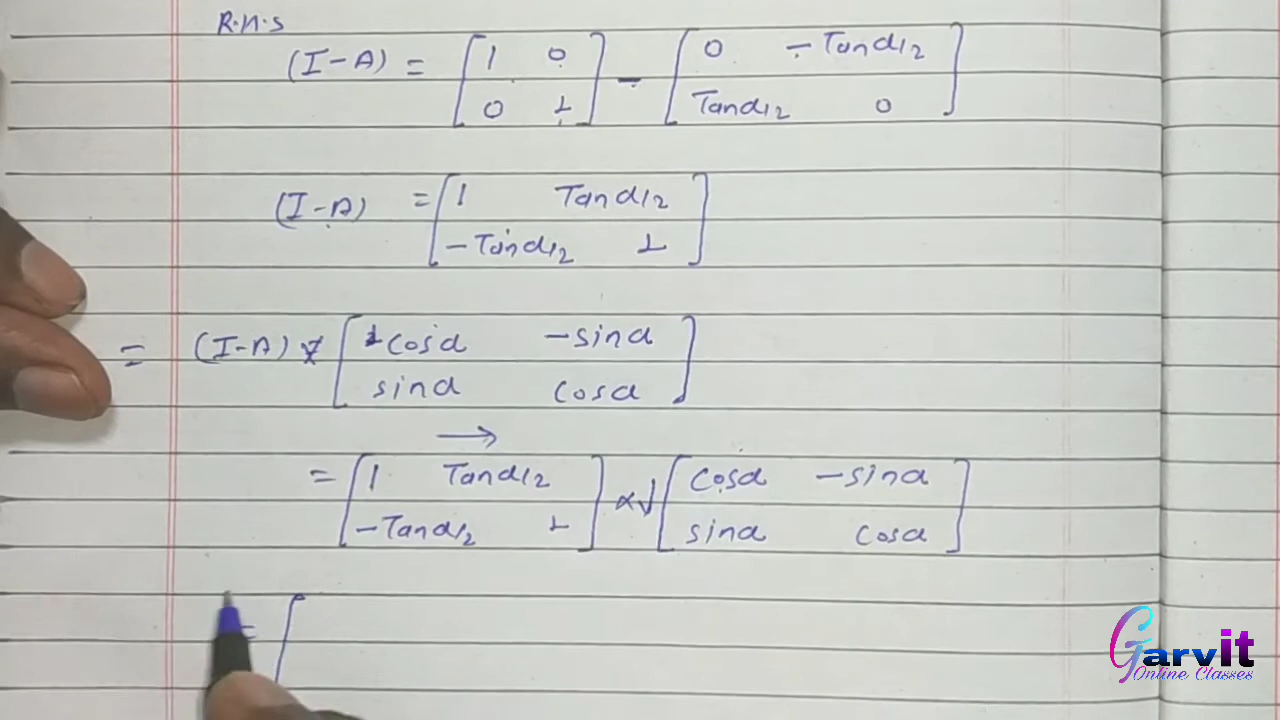 R.H.S
(I-A) = [1 0 - [0 -Tanα/2
0 1] Tanα/2 0]
(I-A) = [1 Tanα/2
-Tanα/2 1]
= (I-A) × [cosα -sinα
sinα cosα]
→
= [1 Tanα/2 × [cosα -sinα
-Tanα/2 1] sinα cosα]
= [
Garvit
Online Classes